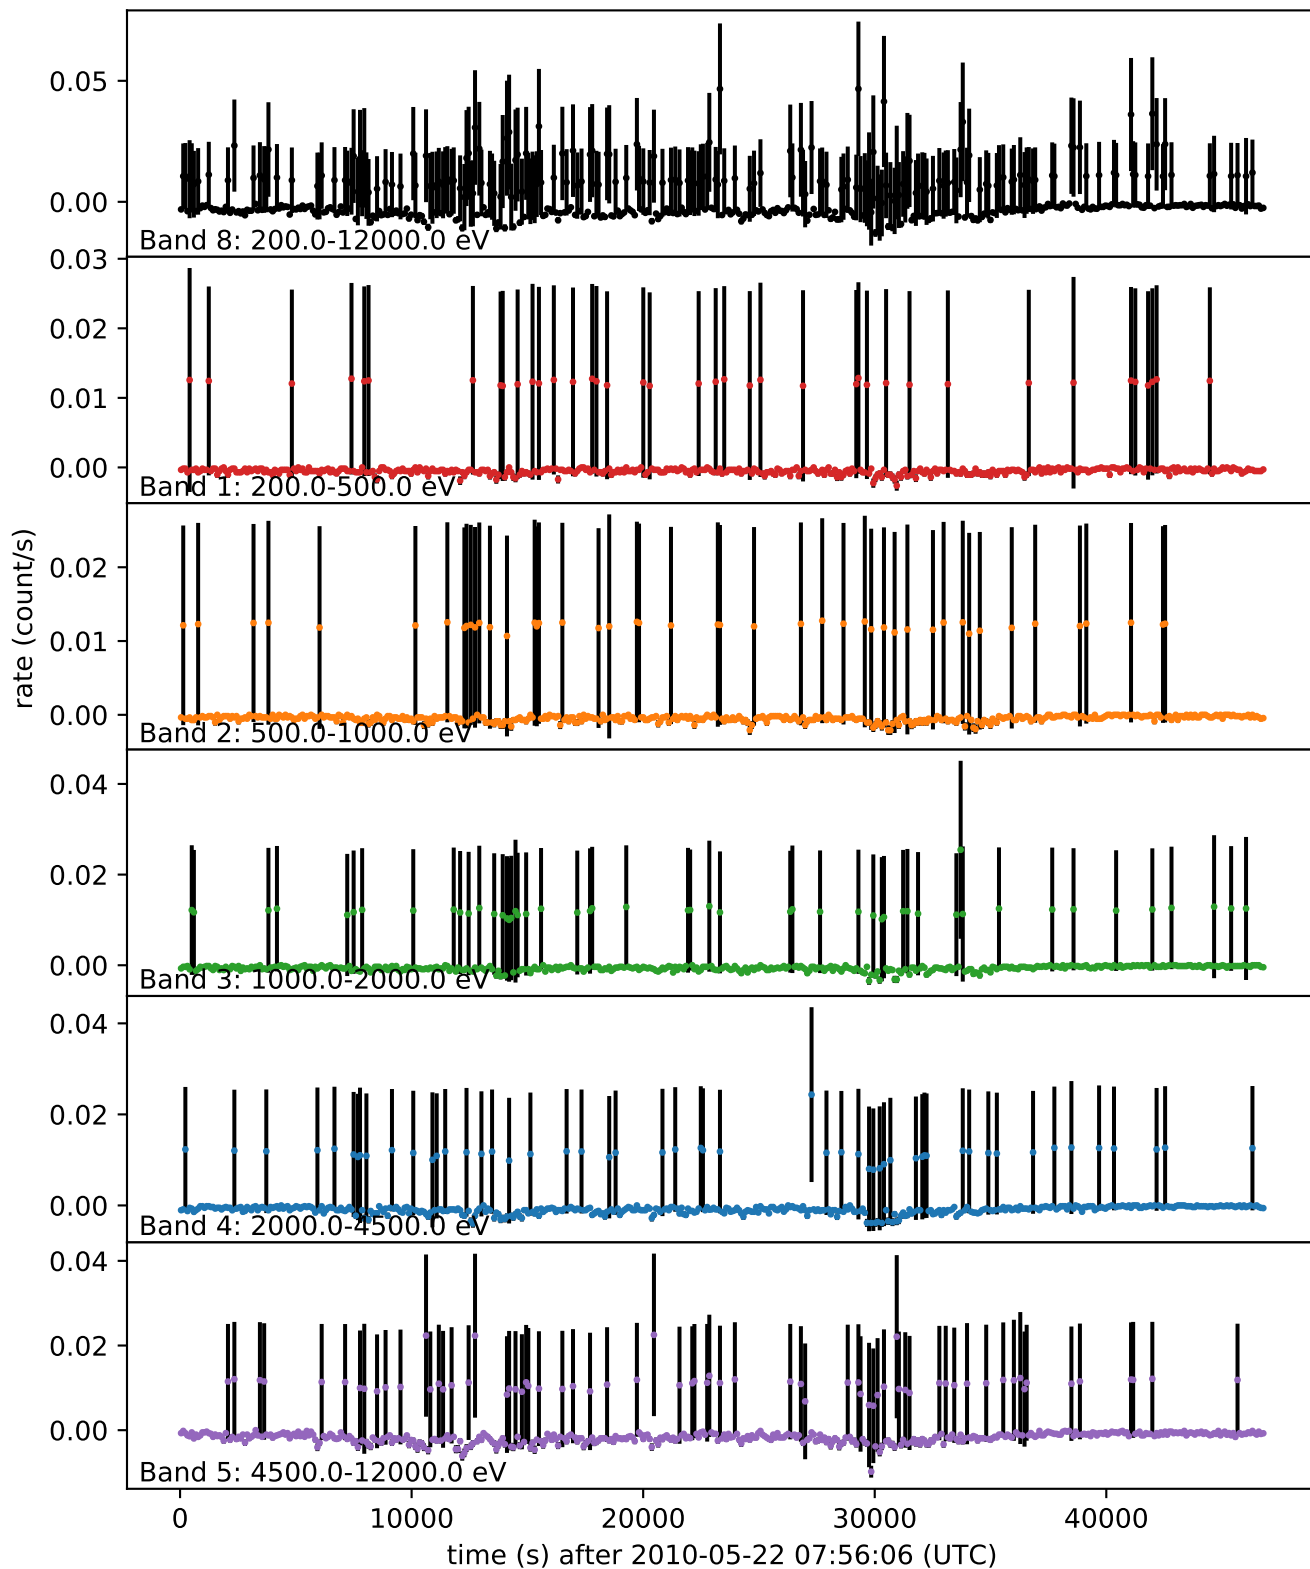 0.05
0.00
Band 8: 200.0-12000.0 eV
0.03
0.02
0.01
0.00
Band 1: 200.0-500.0 eV
rate (count/s)
0.02
0.01
0.00
Band 2: 500.0-1000.0 eV
0.04
0.02
0.00
Band 3: 1000.0-2000.0 eV
0.04
0.02
0.00
Band 4: 2000.0-4500.0 eV
0.04
0.02
0.00
Band 5: 4500.0-12000.0 eV
0 10000 20000 30000 40000
time (s) after 2010-05-22 07:56:06 (UTC)